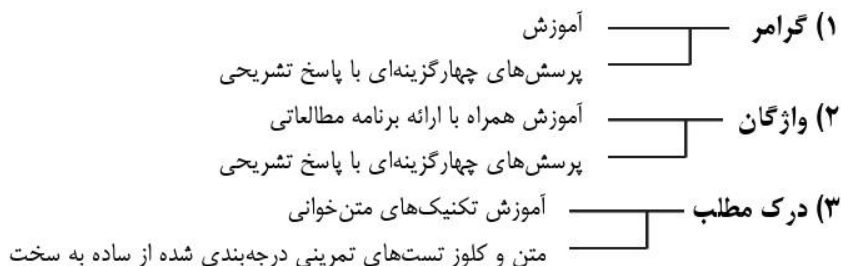 ۱) گرامر آموزش
پرسش‌های چهارگزینه‌ای با پاسخ تشریحی
۲) واژگان آموزش همراه با ارائه برنامه مطالعاتی
پرسش‌های چهارگزینه‌ای با پاسخ تشریحی
۳) درک مطلب آموزش تکنیک‌های متن‌خوانی
متن و کلوز تست‌های تمرینی درجه‌بندی شده از ساده به سخت